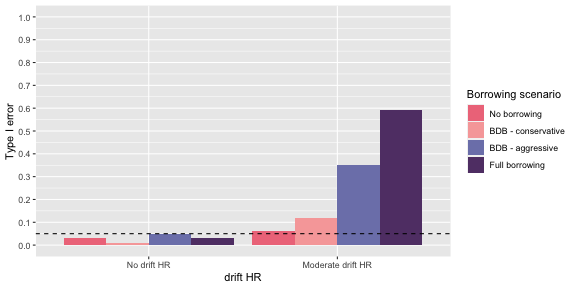 1.0
0.9
0.8
0.7
0.6
0.5
0.4
0.3
0.2
0.1
0.0
Type I error
No drift HR
Moderate drift HR
drift HR
Borrowing scenario
No borrowing
BDB - conservative
BDB - aggressive
Full borrowing